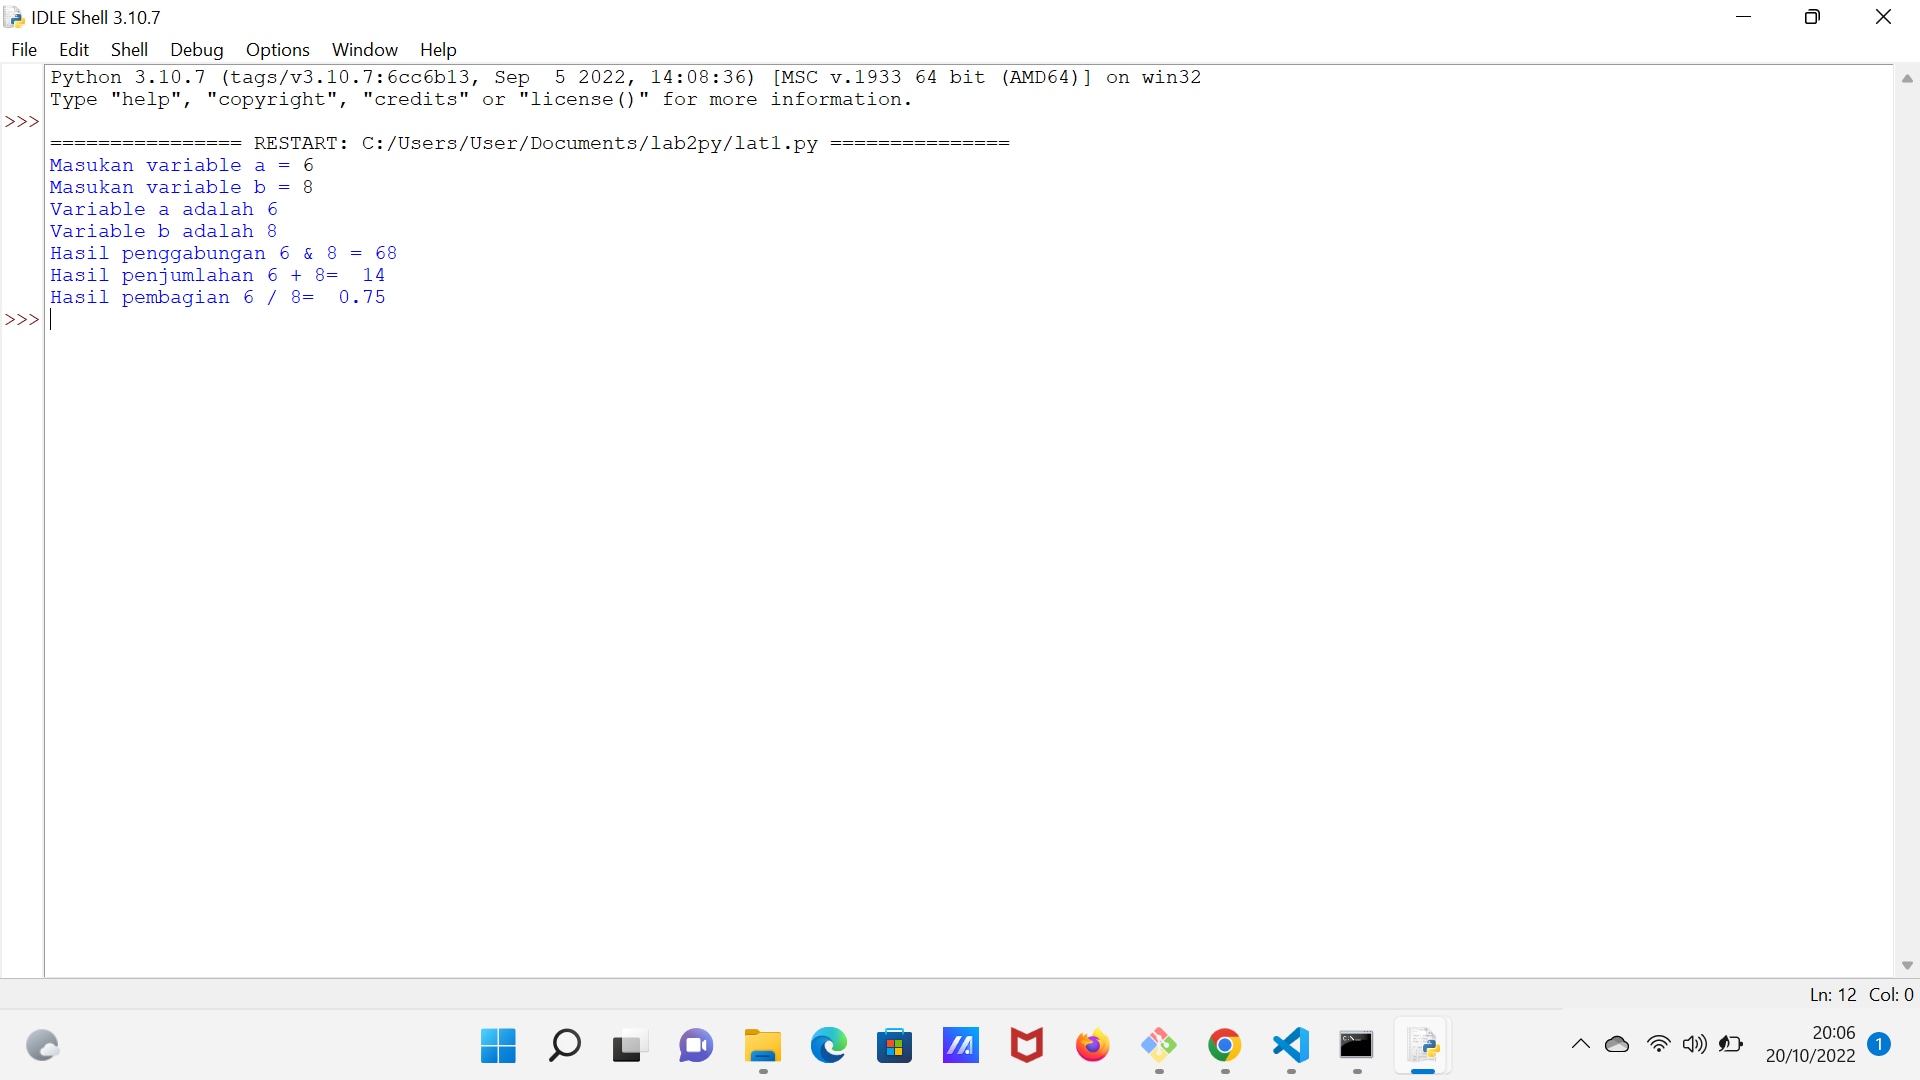 IDLE Shell 3.10.7
File Edit Shell Debug Options Window Help
Python 3.10.7 (tags/v3.10.7:6cc6b13, Sep  5 2022, 14:08:36) [MSC v.1933 64 bit (AMD64)] on win32
Type "help", "copyright", "credits" or "license()" for more information.
>>>
================ RESTART: C:/Users/User/Documents/lab2py/lat1.py ===============
Masukan variable a = 6
Masukan variable b = 8
Variable a adalah 6
Variable b adalah 8
Hasil penggabungan 6 & 8 = 68
Hasil penjumlahan 6 + 8=  14
Hasil pembagian 6 / 8=  0.75
>>>
Ln: 12 Col: 0
20:06
20/10/2022
1